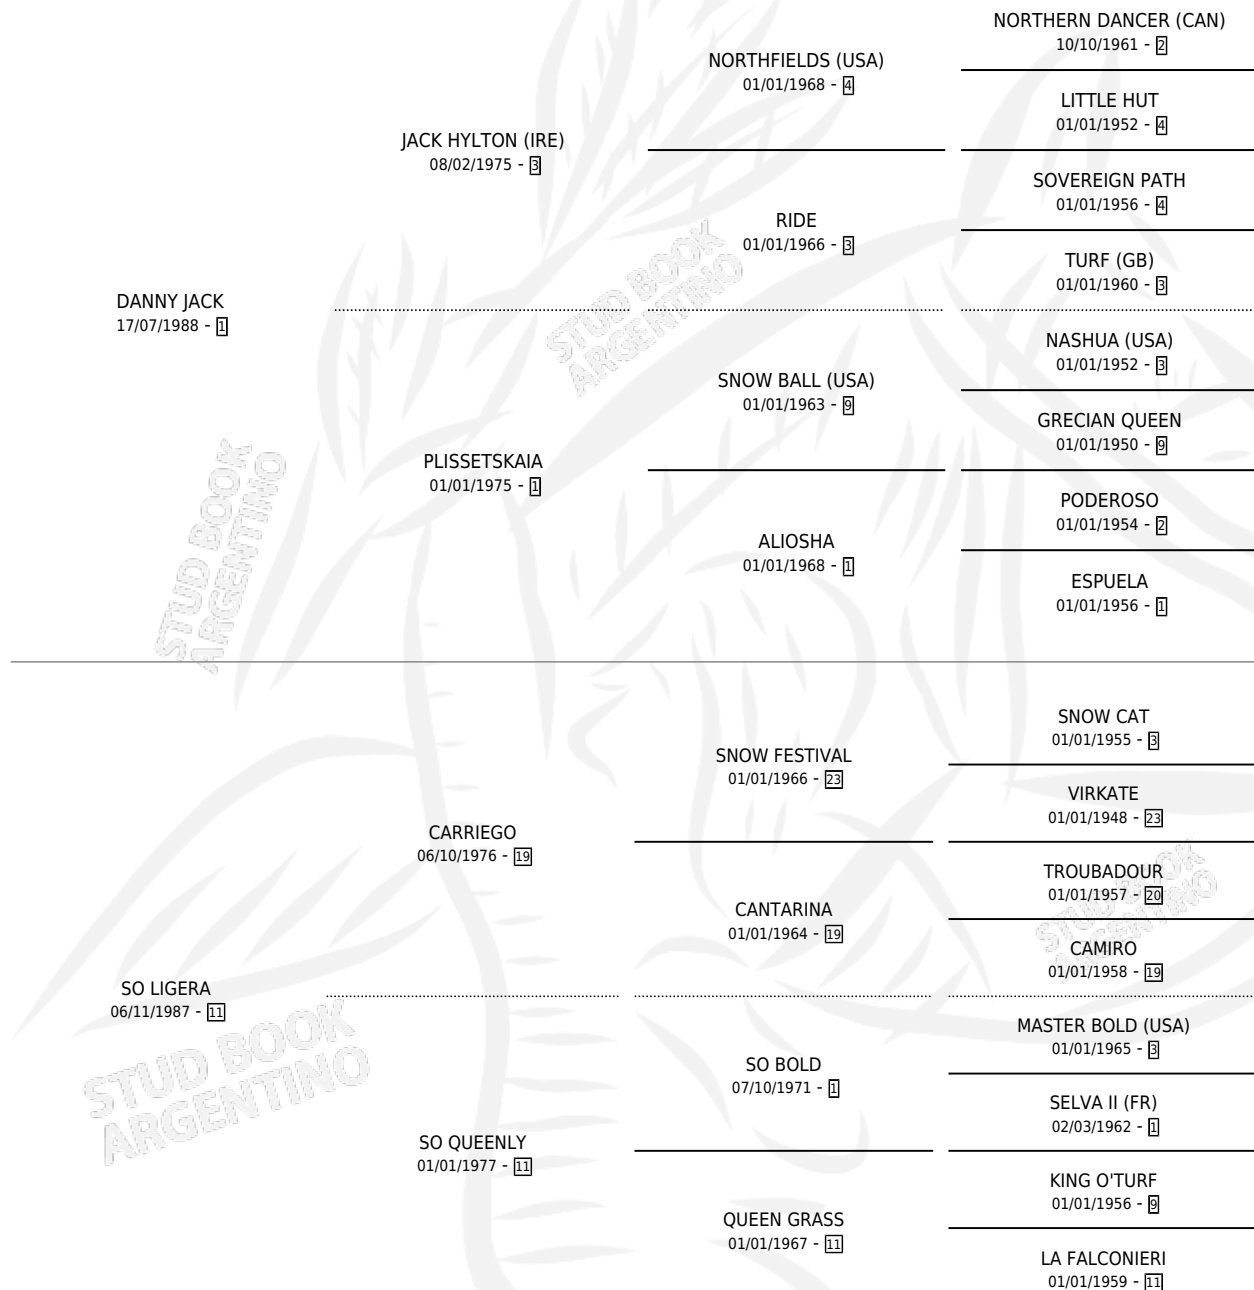 NORTHERN DANCER (CAN)
10/10/1961 - 2
NORTHFIELDS (USA)
01/01/1968 - 4
LITTLE HUT
01/01/1952 - 4
JACK HYLTON (IRE)
08/02/1975 - 3
SOVEREIGN PATH
01/01/1956 - 4
RIDE
01/01/1966 - 3
TURF (GB)
01/01/1960 - 3
DANNY JACK
17/07/1988 - 1
NASHUA (USA)
01/01/1952 - 3
SNOW BALL (USA)
01/01/1963 - 9
GRECIAN QUEEN
01/01/1950 - 9
PLISSETSKAIA
01/01/1975 - 1
PODEROSO
01/01/1954 - 2
ALIOSHA
01/01/1968 - 1
ESPUELA
01/01/1956 - 1
SNOW CAT
01/01/1955 - 3
SNOW FESTIVAL
01/01/1966 - 23
VIRKATE
01/01/1948 - 23
CARRIEGO
06/10/1976 - 19
TROUBADOUR
01/01/1957 - 20
CANTARINA
01/01/1964 - 19
CAMIRO
01/01/1958 - 19
SO LIGERA
06/11/1987 - 11
MASTER BOLD (USA)
01/01/1965 - 3
SO BOLD
07/10/1971 - 1
SELVA II (FR)
02/03/1962 - 1
SO QUEENLY
01/01/1977 - 11
KING O'TURF
01/01/1956 - 9
QUEEN GRASS
01/01/1967 - 11
LA FALCONIERI
01/01/1959 - 11
STUD BOOK
ARGENTINO
STUD BOOK
ARGENTINO
STUD BOOK
ARGENTINO
STUD BOOK
ARGENTINO